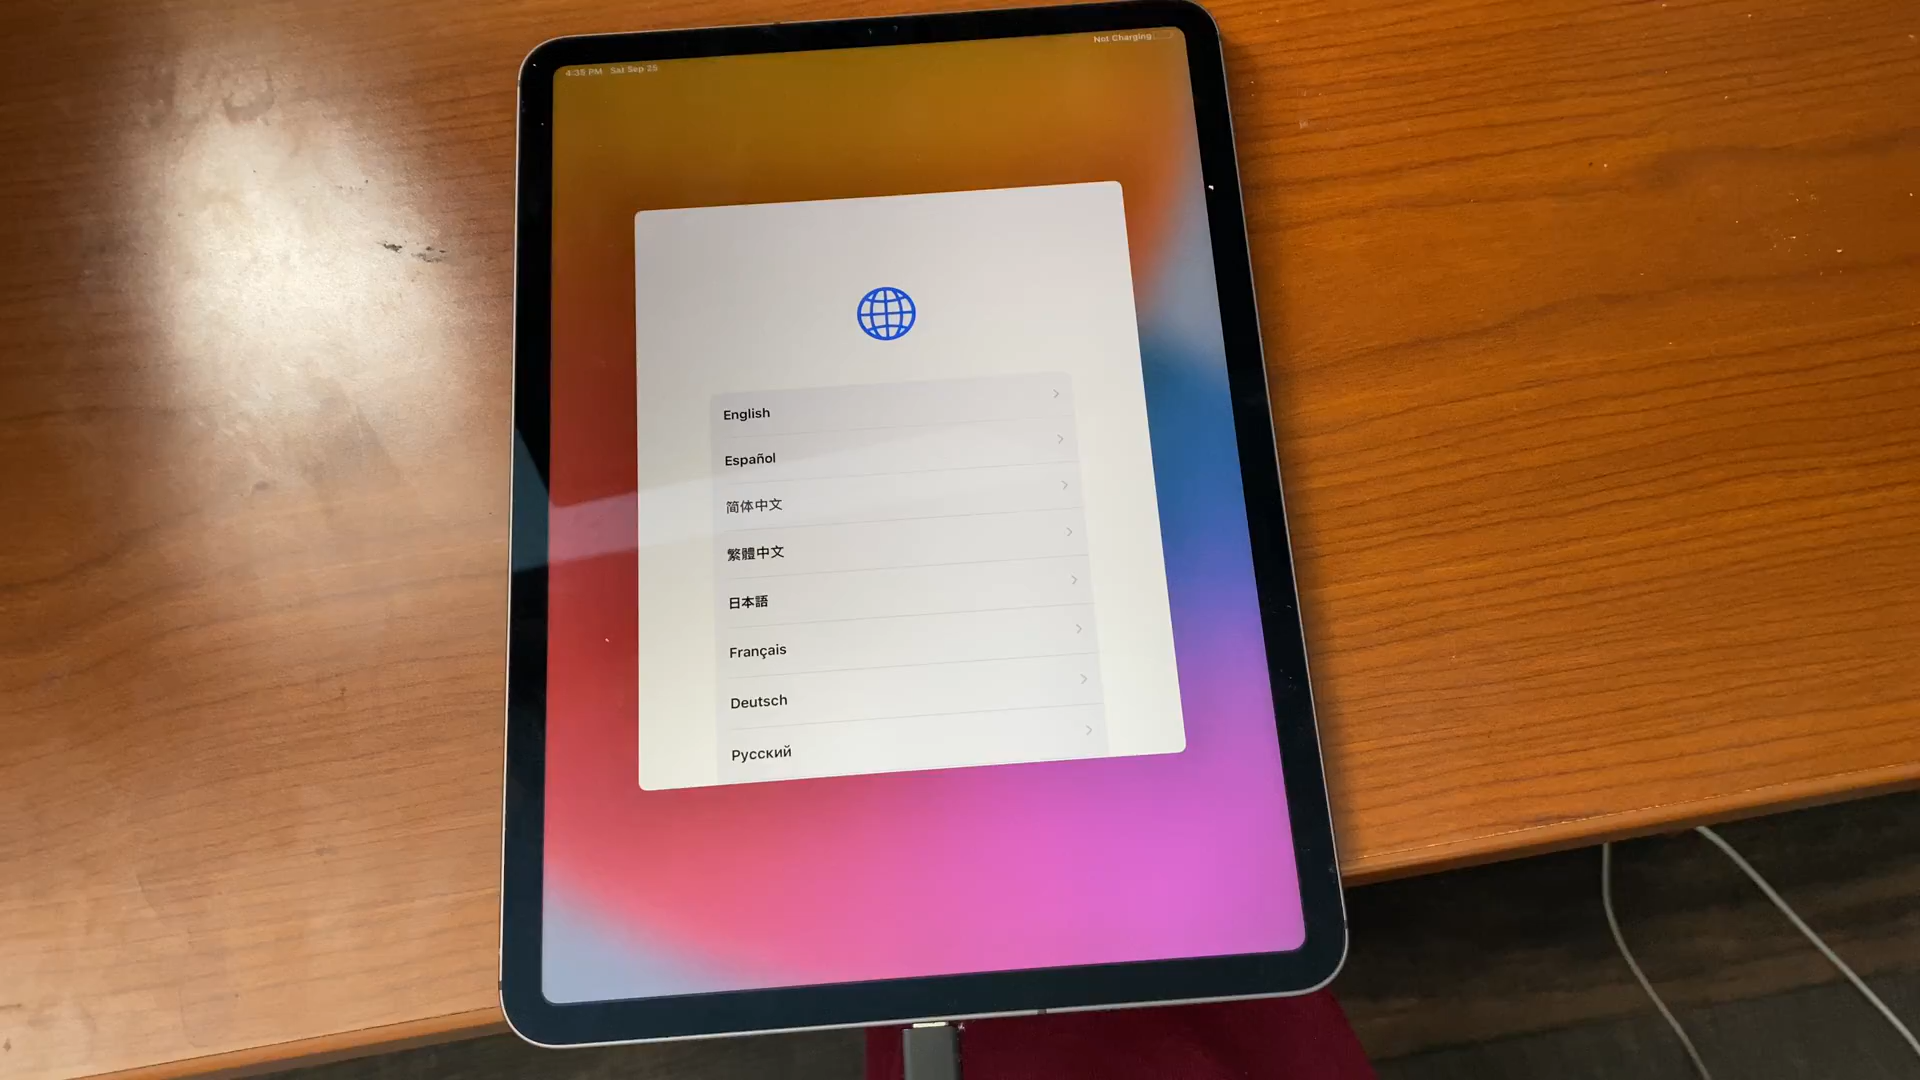 4:35 PM Sat Sep 25
Not Charging
English
Español
简体中文
繁體中文
日本語
Français
Deutsch
Русский